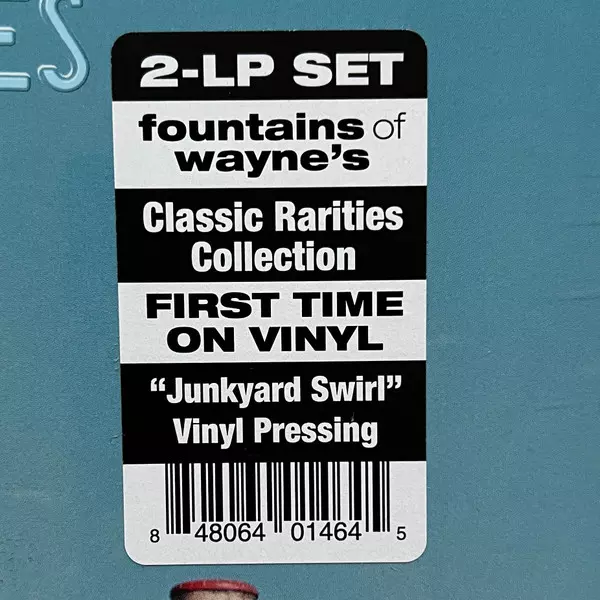 ES
2-LP SET
fountains of
wayne's
Classic Rarities
Collection
FIRST TIME
ON VINYL
“Junkyard Swirl”
Vinyl Pressing
8 48064 01464 5